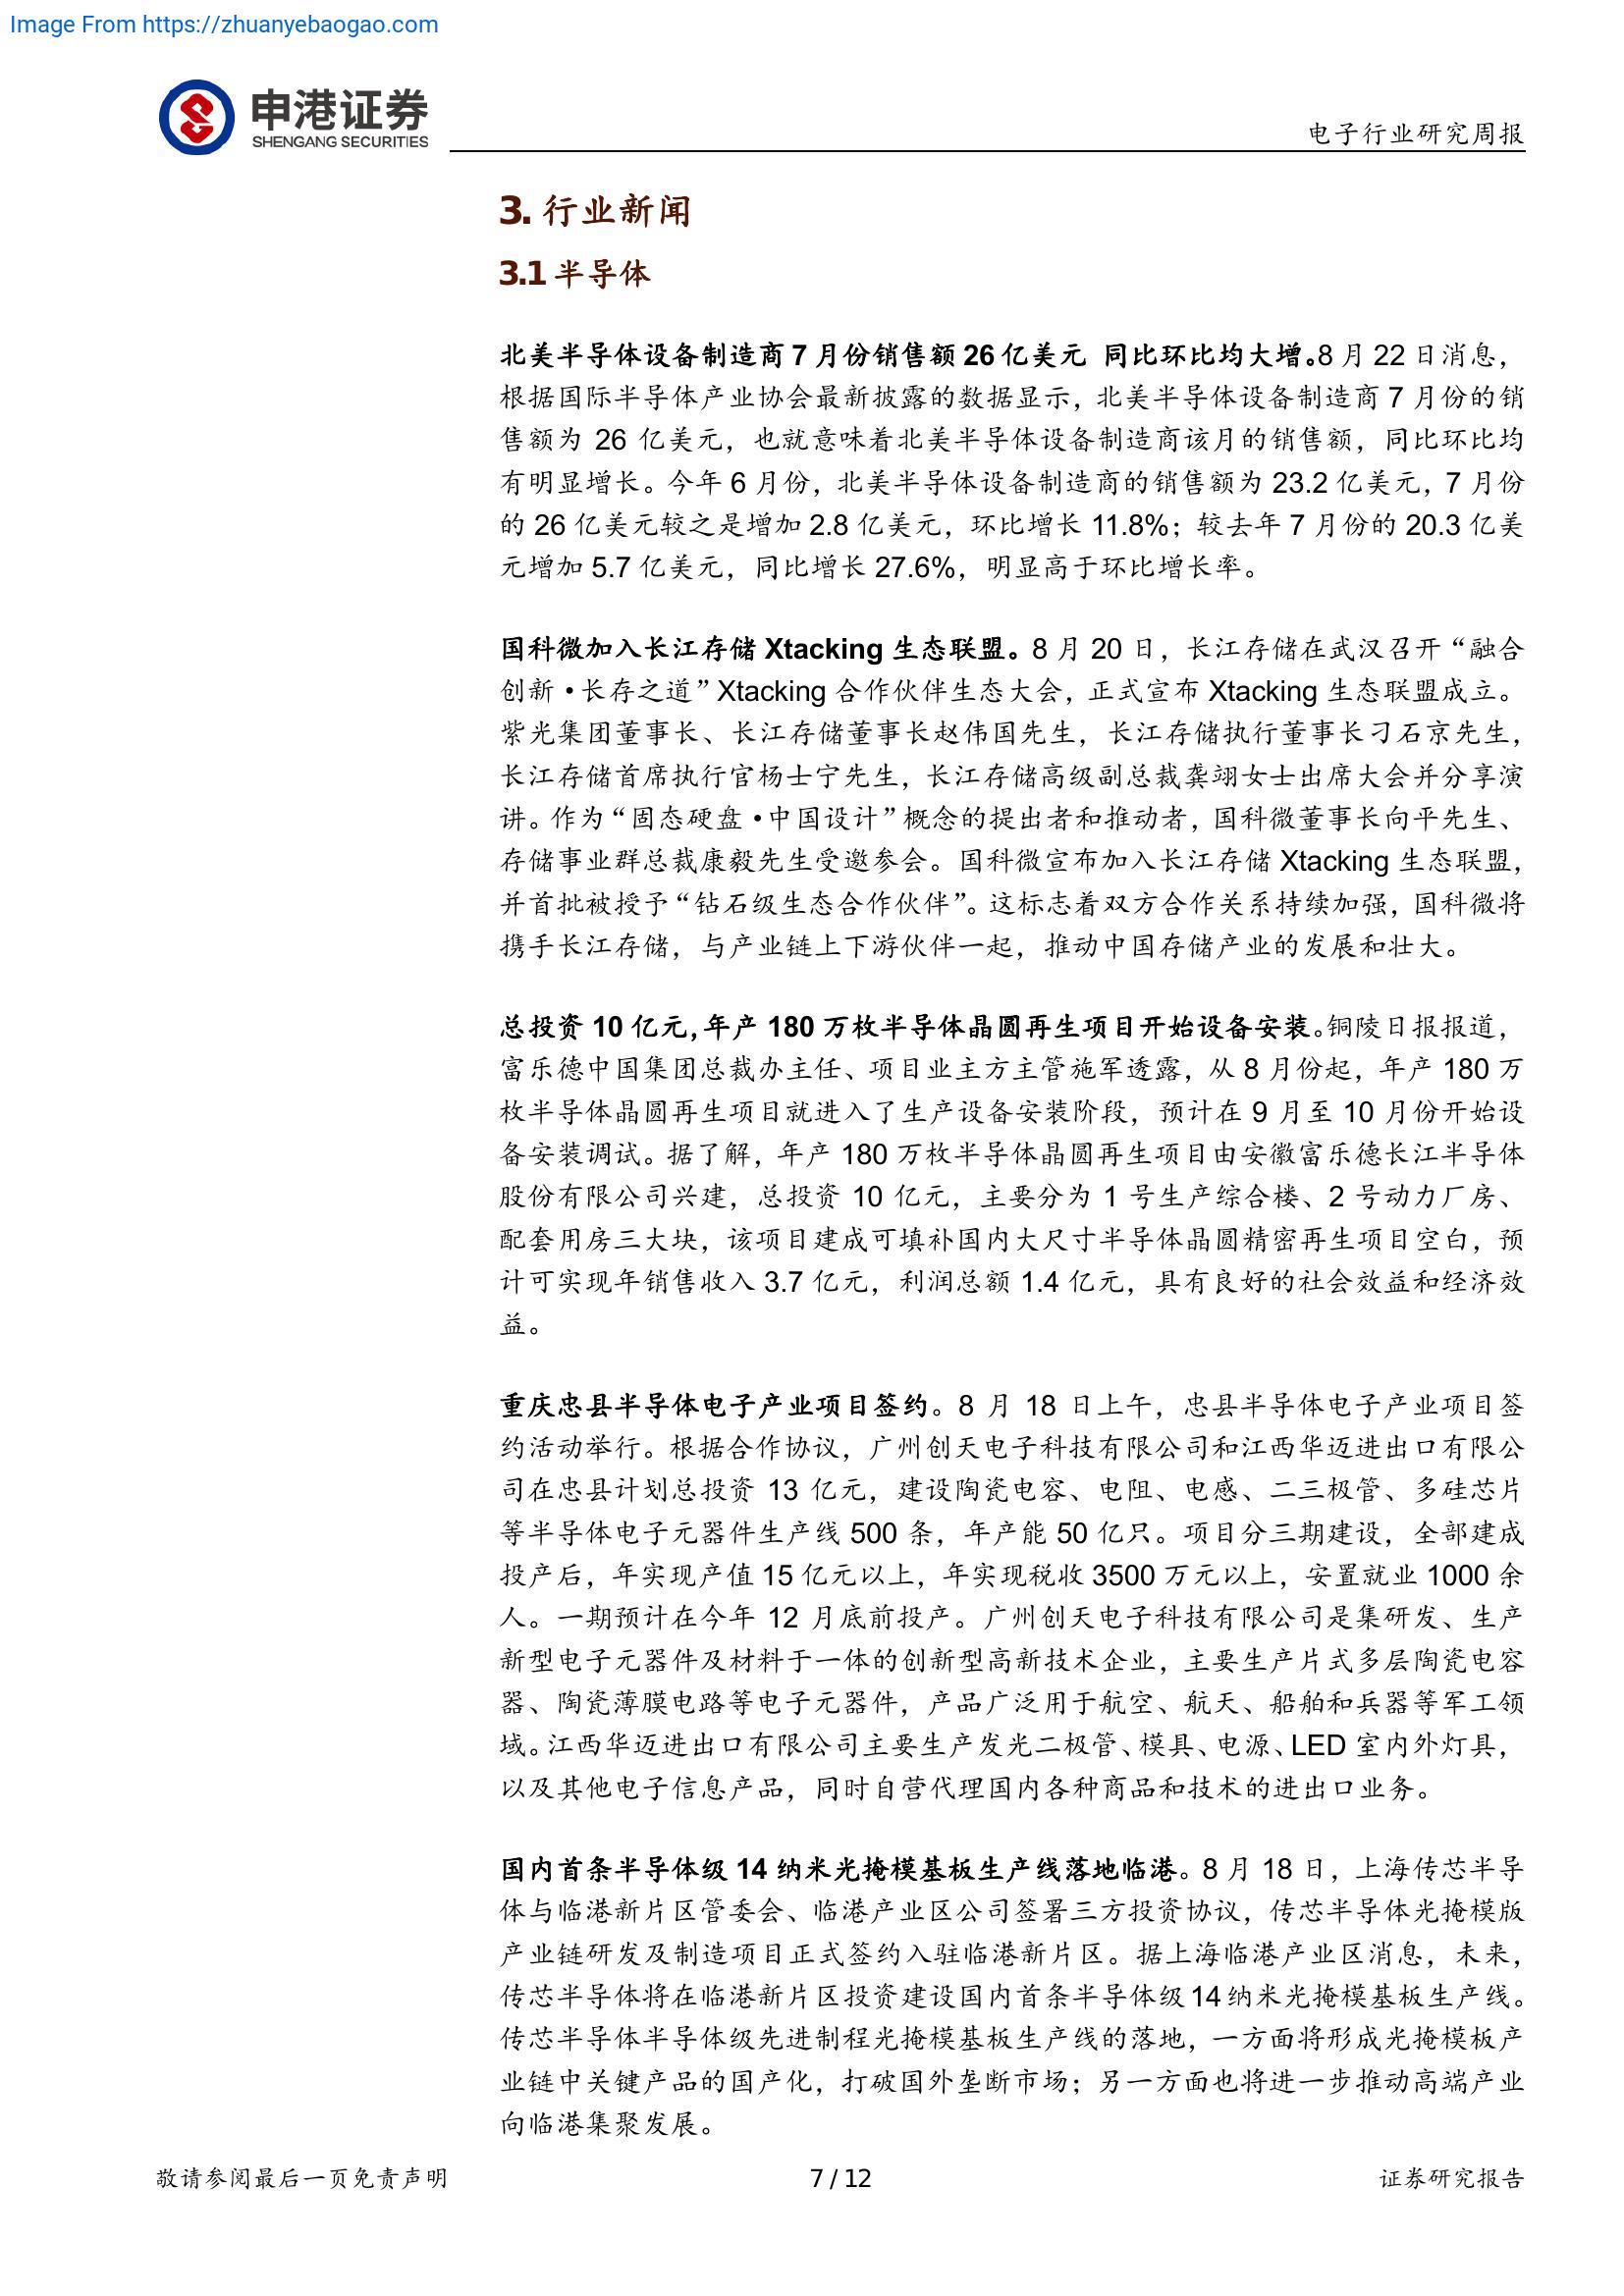 Image From https://zhuanyebaogao.com
申港证券
SHENGANG SECURITIES
电子行业研究周报
3. 行业新闻
3.1 半导体
北美半导体设备制造商 7 月份销售额 26 亿美元 同比环比均大增。8 月 22 日消息，
根据国际半导体产业协会最新披露的数据显示，北美半导体设备制造商 7 月份的销
售额为 26 亿美元，也就意味着北美半导体设备制造商该月的销售额，同比环比均
有明显增长。今年 6 月份，北美半导体设备制造商的销售额为 23.2 亿美元，7 月份
的 26 亿美元较之是增加 2.8 亿美元，环比增长 11.8%；较去年 7 月份的 20.3 亿美
元增加 5.7 亿美元，同比增长 27.6%，明显高于环比增长率。
国科微加入长江存储 Xtacking 生态联盟。8 月 20 日，长江存储在武汉召开“融合
创新·长存之道”Xtacking 合作伙伴生态大会，正式宣布 Xtacking 生态联盟成立。
紫光集团董事长、长江存储董事长赵伟国先生，长江存储执行董事长刁石京先生，
长江存储首席执行官杨士宁先生，长江存储高级副总裁龚翊女士出席大会并分享演
讲。作为“固态硬盘·中国设计”概念的提出者和推动者，国科微董事长向平先生、
存储事业群总裁康毅先生受邀参会。国科微宣布加入长江存储 Xtacking 生态联盟，
并首批被授予“钻石级生态合作伙伴”。这标志着双方合作关系持续加强，国科微将
携手长江存储，与产业链上下游伙伴一起，推动中国存储产业的发展和壮大。
总投资 10 亿元，年产 180 万枚半导体晶圆再生项目开始设备安装。铜陵日报报道，
富乐德中国集团总裁办主任、项目业主方主管施军透露，从 8 月份起，年产 180 万
枚半导体晶圆再生项目就进入了生产设备安装阶段，预计在 9 月至 10 月份开始设
备安装调试。据了解，年产 180 万枚半导体晶圆再生项目由安徽富乐德长江半导体
股份有限公司兴建，总投资 10 亿元，主要分为 1 号生产综合楼、2 号动力厂房、
配套用房三大块，该项目建成可填补国内大尺寸半导体晶圆精密再生项目空白，预
计可实现年销售收入 3.7 亿元，利润总额 1.4 亿元，具有良好的社会效益和经济效
益。
重庆忠县半导体电子产业项目签约。8 月 18 日上午，忠县半导体电子产业项目签
约活动举行。根据合作协议，广州创天电子科技有限公司和江西华迈进出口有限公
司在忠县计划总投资 13 亿元，建设陶瓷电容、电阻、电感、二三极管、多硅芯片
等半导体电子元器件生产线 500 条，年产能 50 亿只。项目分三期建设，全部建成
投产后，年实现产值 15 亿元以上，年实现税收 3500 万元以上，安置就业 1000 余
人。一期预计在今年 12 月底前投产。广州创天电子科技有限公司是集研发、生产
新型电子元器件及材料于一体的创新型高新技术企业，主要生产片式多层陶瓷电容
器、陶瓷薄膜电路等电子元器件，产品广泛用于航空、航天、船舶和兵器等军工领
域。江西华迈进出口有限公司主要生产发光二极管、模具、电源、LED 室内外灯具，
以及其他电子信息产品，同时自营代理国内各种商品和技术的进出口业务。
国内首条半导体级 14 纳米光掩模基板生产线落地临港。8 月 18 日，上海传芯半导
体与临港新片区管委会、临港产业区公司签署三方投资协议，传芯半导体光掩模版
产业链研发及制造项目正式签约入驻临港新片区。据上海临港产业区消息，未来，
传芯半导体将在临港新片区投资建设国内首条半导体级 14 纳米光掩模基板生产线。
传芯半导体半导体级先进制程光掩模基板生产线的落地，一方面将形成光掩模板产
业链中关键产品的国产化，打破国外垄断市场；另一方面也将进一步推动高端产业
向临港集聚发展。
敬请参阅最后一页免责声明
7 / 12
证券研究报告